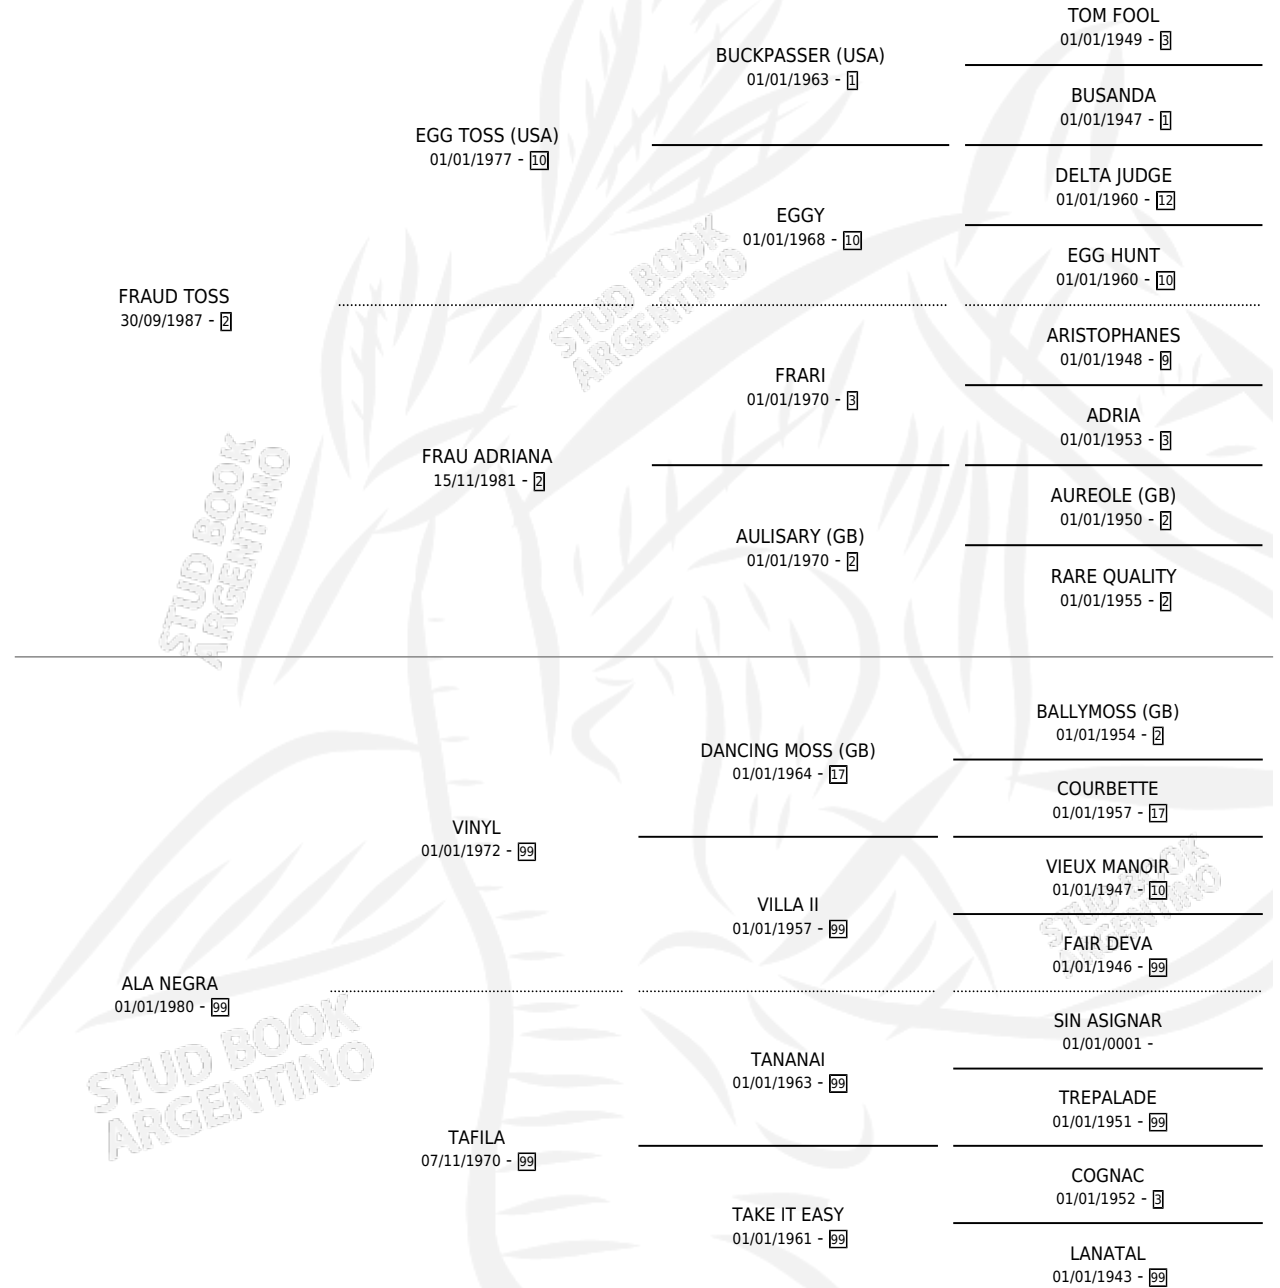 TOM FOOL
01/01/1949 - 3
BUCKPASSER (USA)
01/01/1963 - 1
BUSANDA
01/01/1947 - 1
EGG TOSS (USA)
01/01/1977 - 10
DELTA JUDGE
01/01/1960 - 12
EGGY
01/01/1968 - 10
EGG HUNT
01/01/1960 - 10
FRAUD TOSS
30/09/1987 - 2
STUD BOOK
ARGENTINO
ARISTOPHANES
01/01/1948 - 9
FRARI
01/01/1970 - 3
ADRIA
01/01/1953 - 3
FRAU ADRIANA
15/11/1981 - 2
AUREOLE (GB)
01/01/1950 - 2
AULISARY (GB)
01/01/1970 - 2
RARE QUALITY
01/01/1955 - 2
STUD BOOK
ARGENTINO
BALLYMOSS (GB)
01/01/1954 - 2
DANCING MOSS (GB)
01/01/1964 - 17
COURBETTE
01/01/1957 - 17
VINYL
01/01/1972 - 99
VIEUX MANOIR
01/01/1947 - 10
VILLA II
01/01/1957 - 99
FAIR DEVA
01/01/1946 - 99
STUD BOOK
ARGENTINO
ALA NEGRA
01/01/1980 - 99
SIN ASIGNAR
01/01/0001 -
TANANAI
01/01/1963 - 99
TREPALADE
01/01/1951 - 99
STUD BOOK
ARGENTINO
TAFILA
07/11/1970 - 99
COGNAC
01/01/1952 - 3
TAKE IT EASY
01/01/1961 - 99
LANATAL
01/01/1943 - 99